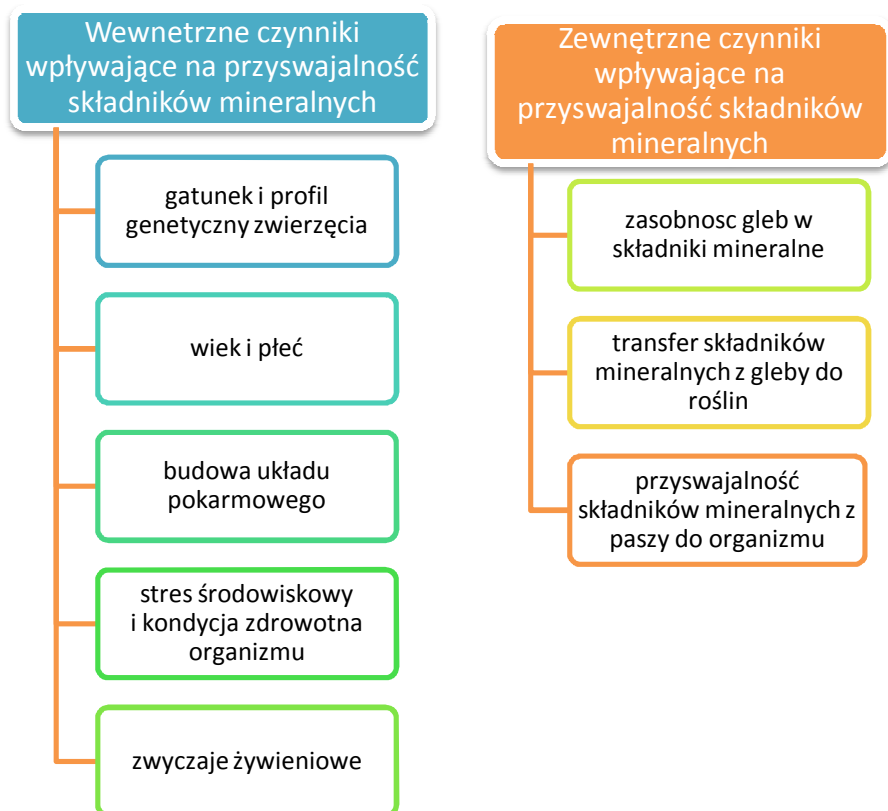 Wewnetrzne czynniki
wpływające na przyswajalność
składników mineralnych
gatunek i profil
genetyczny zwierzęcia
wiek i płeć
budowa układu
pokarmowego
stres środowiskowy
i kondycja zdrowotna
organizmu
zwyczaje żywieniowe
Zewnętrzne czynniki
wpływające na
przyswajalność składników
mineralnych
zasobnosc gleb w
składniki mineralne
transfer składników
mineralnych z gleby do
roślin
przyswajalność
składników mineralnych z
paszy do organizmu